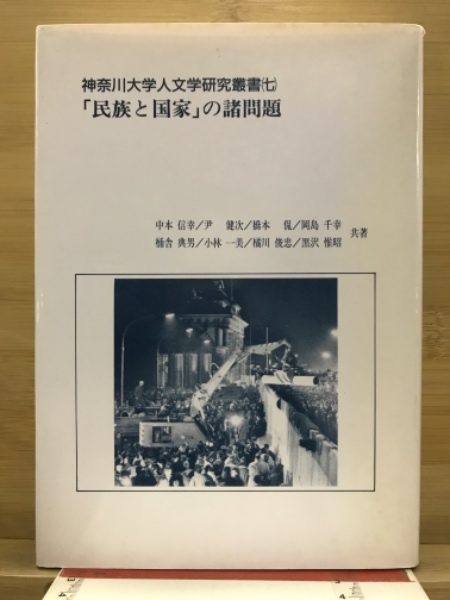 神奈川大学人文学研究叢書㈦
「民族と国家」の諸問題
中本 信幸／尹 健次／橋本 侃／岡島 千幸
桶舎 典男／小林 一美／橘川 俊忠／黒沢 惟昭
共著